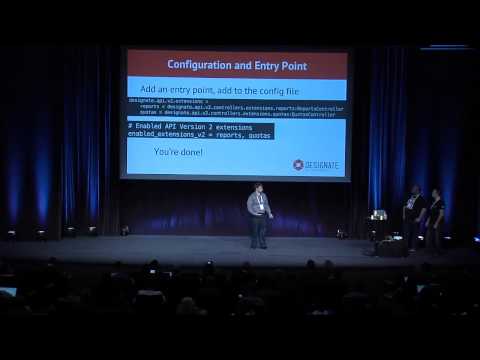 Configuration and Entry Point
Add an entry point, add to the config file
designate.api.v2.extensions =
reports = designate.api.v2.controllers.extensions.reports:ReportsController
quotas = designate.api.v2.controllers.extensions.quotas:QuotasController
# Enabled API Version 2 extensions
enabled_extensions_v2 = reports, quotas
You're done!
DESIGNATE